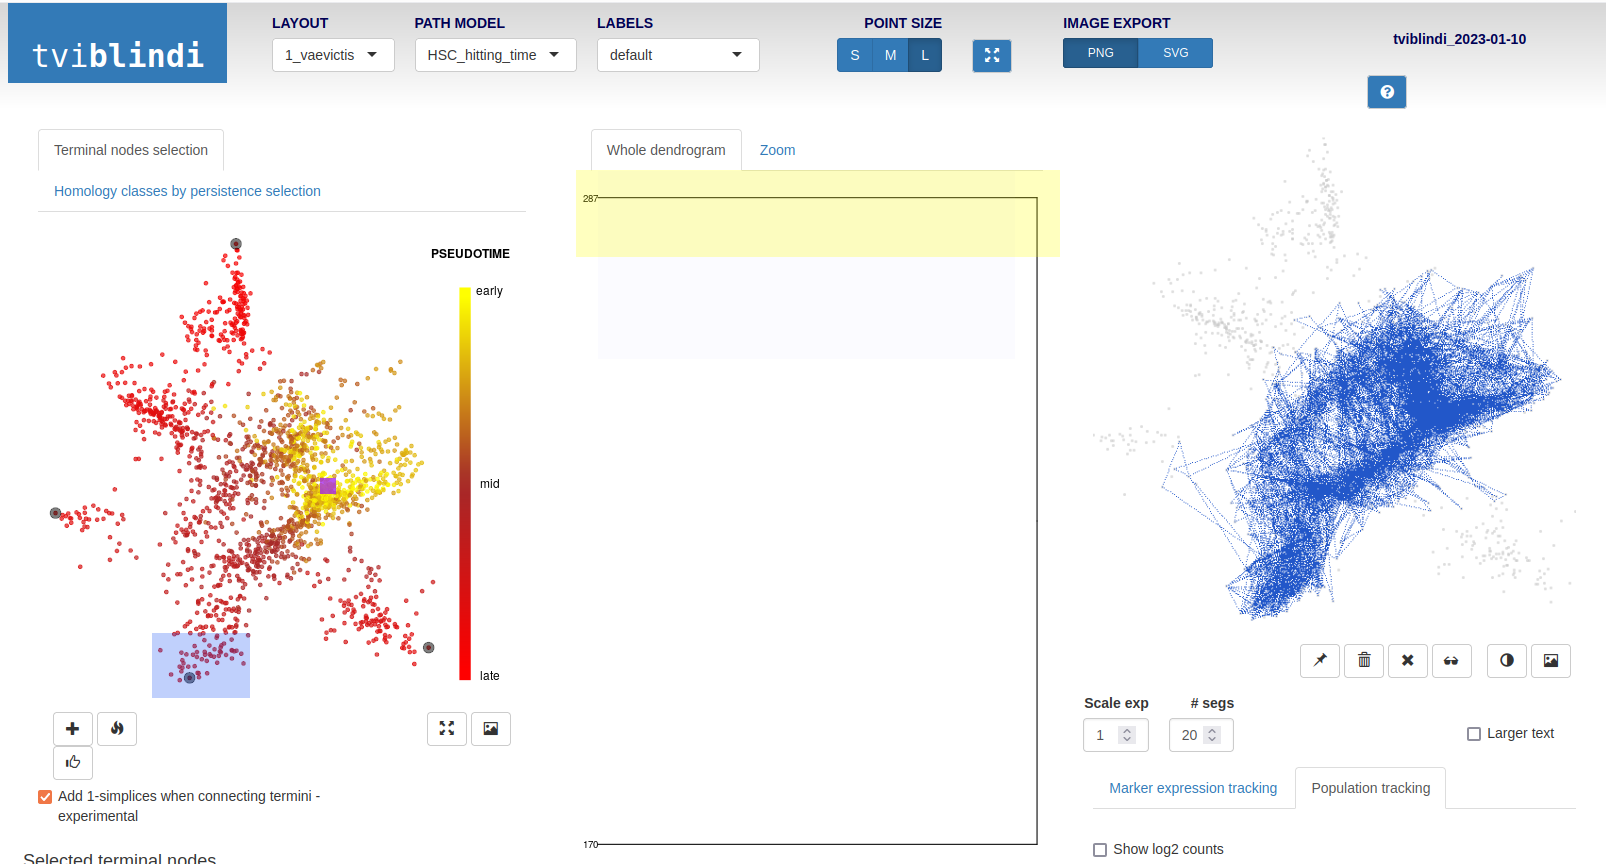 tviblindi
LAYOUT
1_vaevictis
PATH MODEL
HSC_hitting_time
LABELS
default
POINT SIZE
S M L
IMAGE EXPORT
PNG SVG
tviblindi_2023-01-10
Terminal nodes selection
Homology classes by persistence selection
PSEUDOTIME
early
mid
late
Add 1-simplices when connecting termini -
experimental
Selected terminal nodes
Whole dendrogram
Zoom
287
170
Scale exp
1
# segs
20
Larger text
Marker expression tracking
Population tracking
Show log2 counts